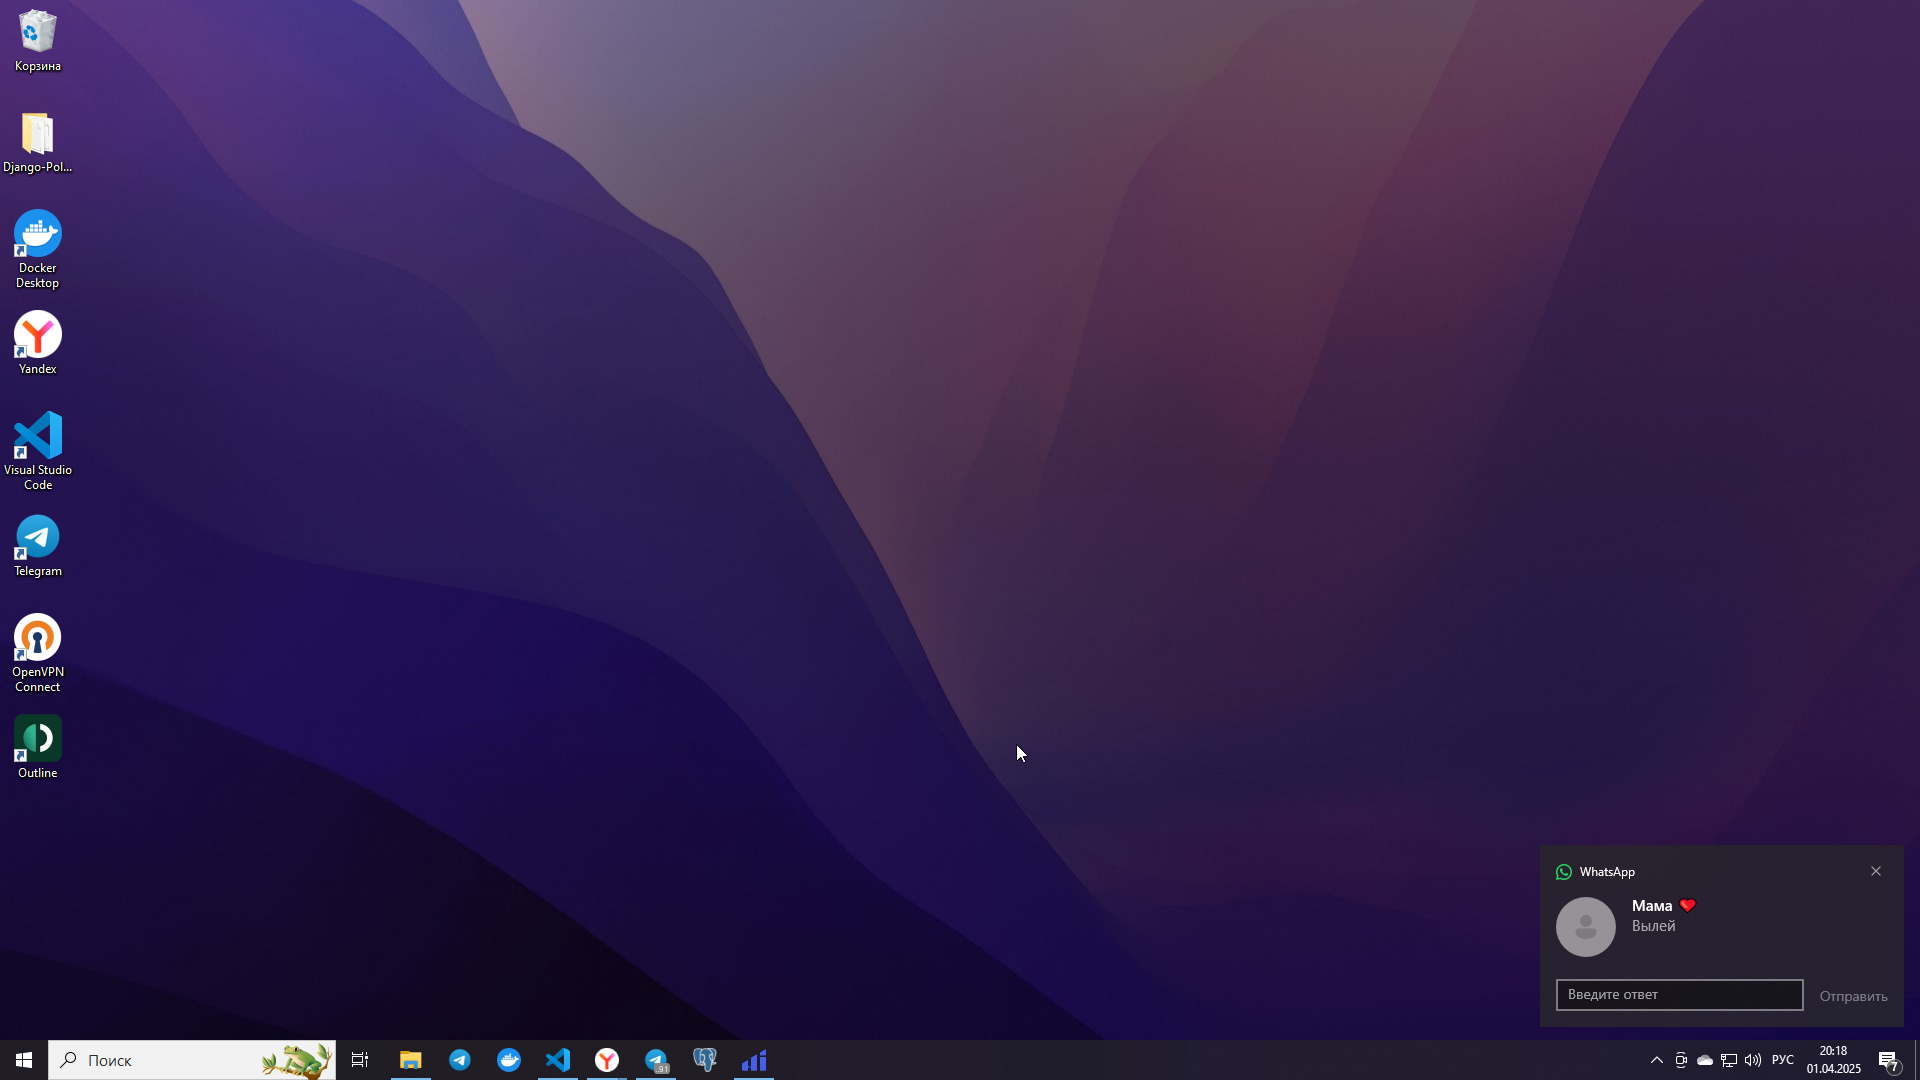 Корзина
Django-Pol...
Docker
Desktop
Yandex
Visual Studio
Code
Telegram
OpenVPN
Connect
Outline
WhatsApp
Мама ❤
Вылей
Введите ответ
Отправить
Поиск
91
РУС
20:18
01.04.2025
7